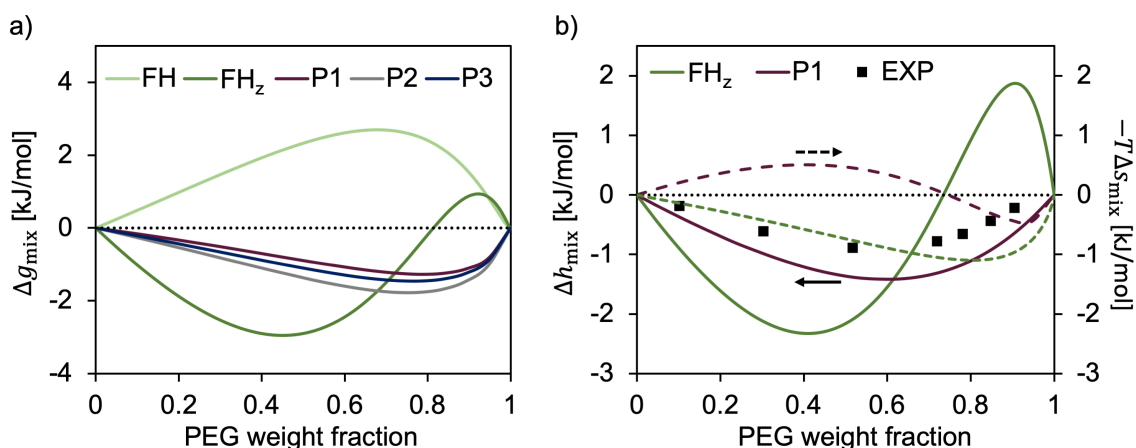 a)
FH FHz P1 P2 P3
4
2
0
-2
-4
Δgmix [kJ/mol]
0 0.2 0.4 0.6 0.8 1
PEG weight fraction
b)
FHz P1 EXP
2
1
0
-1
-2
-3
Δhmix [kJ/mol]
2
1
0
-1
-2
-3
−TΔsmix [kJ/mol]
0 0.2 0.4 0.6 0.8 1
PEG weight fraction